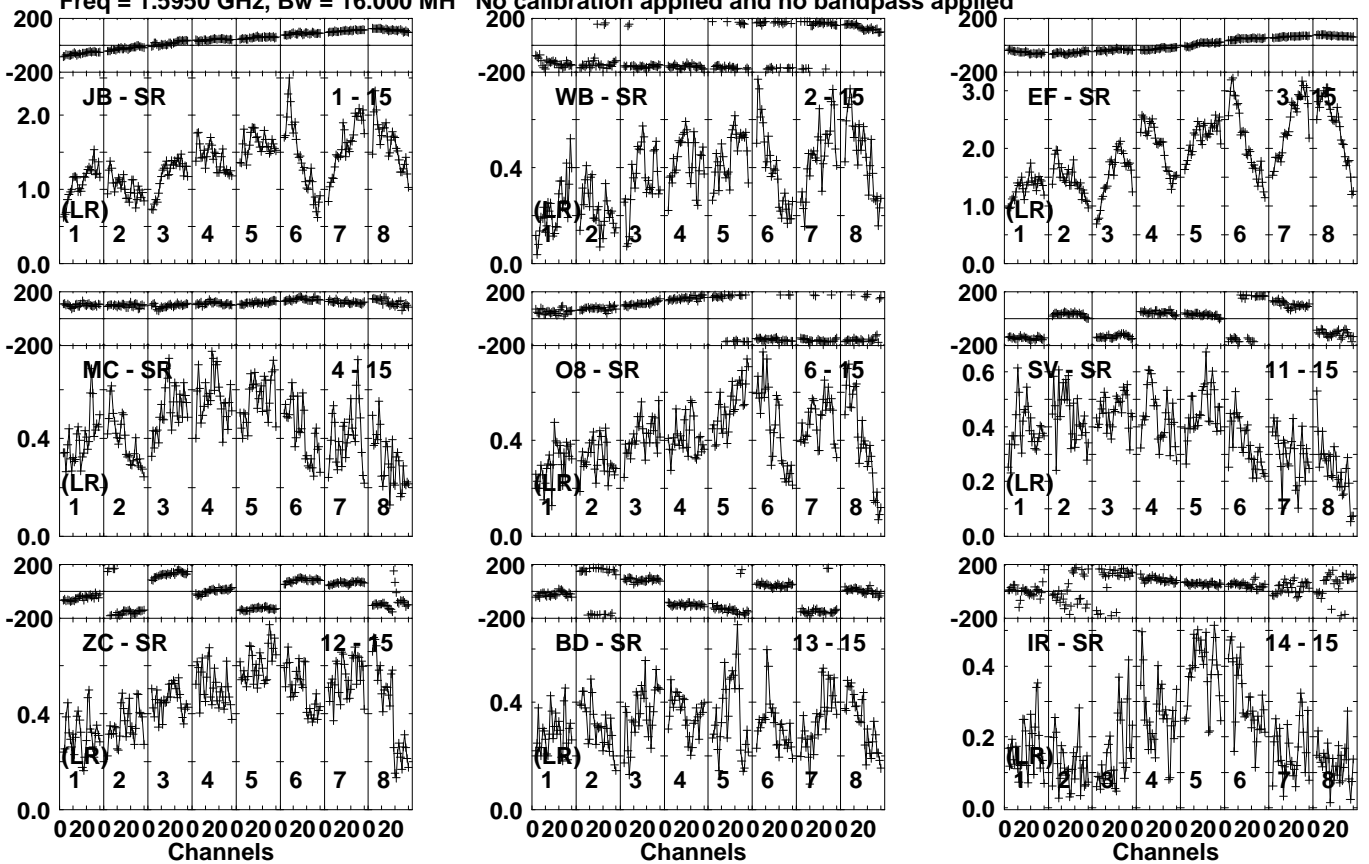 Freq = 1.5950 GHz, Bw = 16.000 MH No calibration applied and no bandpass applied
200 200 200
-200 -200 -200
JB - SR 1 - 15 WB - SR 2 - 15 EF - SR 3 - 15
3.0
2.0
0.4 2.0
1.0
(LR) (LR) (LR) 1.0
1 2 3 4 5 6 7 8 1 2 3 4 5 6 7 8 1 2 3 4 5 6 7 8
0.0 0.0 0.0
200 200 200
-200 -200 -200
MC - SR 4 - 15 O8 - SR 6 - 15 SV - SR 11 - 15
0.6
0.4 0.4 0.4
(LR) (LR) (LR) 0.2
1 2 3 4 5 6 7 8 1 2 3 4 5 6 7 8 1 2 3 4 5 6 7 8
0.0 0.0 0.0
200 200 200
-200 -200 -200
ZC - SR 12 - 15 BD - SR 13 - 15 IR - SR 14 - 15
0.4
0.4 0.4
0.2
(LR) (LR) (LR)
1 2 3 4 5 6 7 8 1 2 3 4 5 6 7 8 1 2 3 4 5 6 7 8
0.0 0.0 0.0
0 20 0 20 0 20 0 20 0 20 0 20 0 20 0 20 0 20 0 20 0 20 0 20 0 20 0 20 0 20 0 20 0 20 0 20 0 20 0 20 0 20 0 20 0 20 0 20
Channels Channels Channels